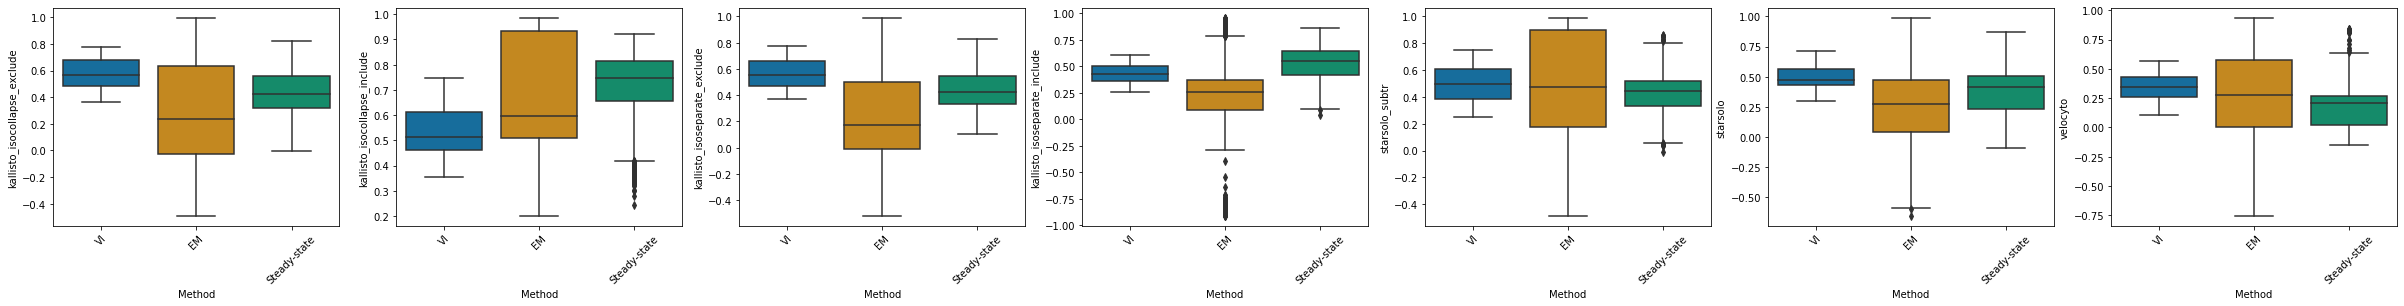 kallisto_isocollapse_exclude
1.0
0.8
0.6
0.4
0.2
0.0
−0.2
−0.4
VI
EM
Steady-state
Method
kallisto_isocollapse_include
1.0
0.9
0.8
0.7
0.6
0.5
0.4
0.3
0.2
VI
EM
Steady-state
Method
kallisto_isoseparate_exclude
1.0
0.8
0.6
0.4
0.2
0.0
−0.2
−0.4
VI
EM
Steady-state
Method
kallisto_isoseparate_include
1.00
0.75
0.50
0.25
0.00
−0.25
−0.50
−0.75
−1.00
VI
EM
Steady-state
Method
starsolo_subtr
1.0
0.8
0.6
0.4
0.2
0.0
−0.2
−0.4
VI
EM
Steady-state
Method
starsolo
1.00
0.75
0.50
0.25
0.00
−0.25
−0.50
VI
EM
Steady-state
Method
velocyto
1.00
0.75
0.50
0.25
0.00
−0.25
−0.50
−0.75
VI
EM
Steady-state
Method